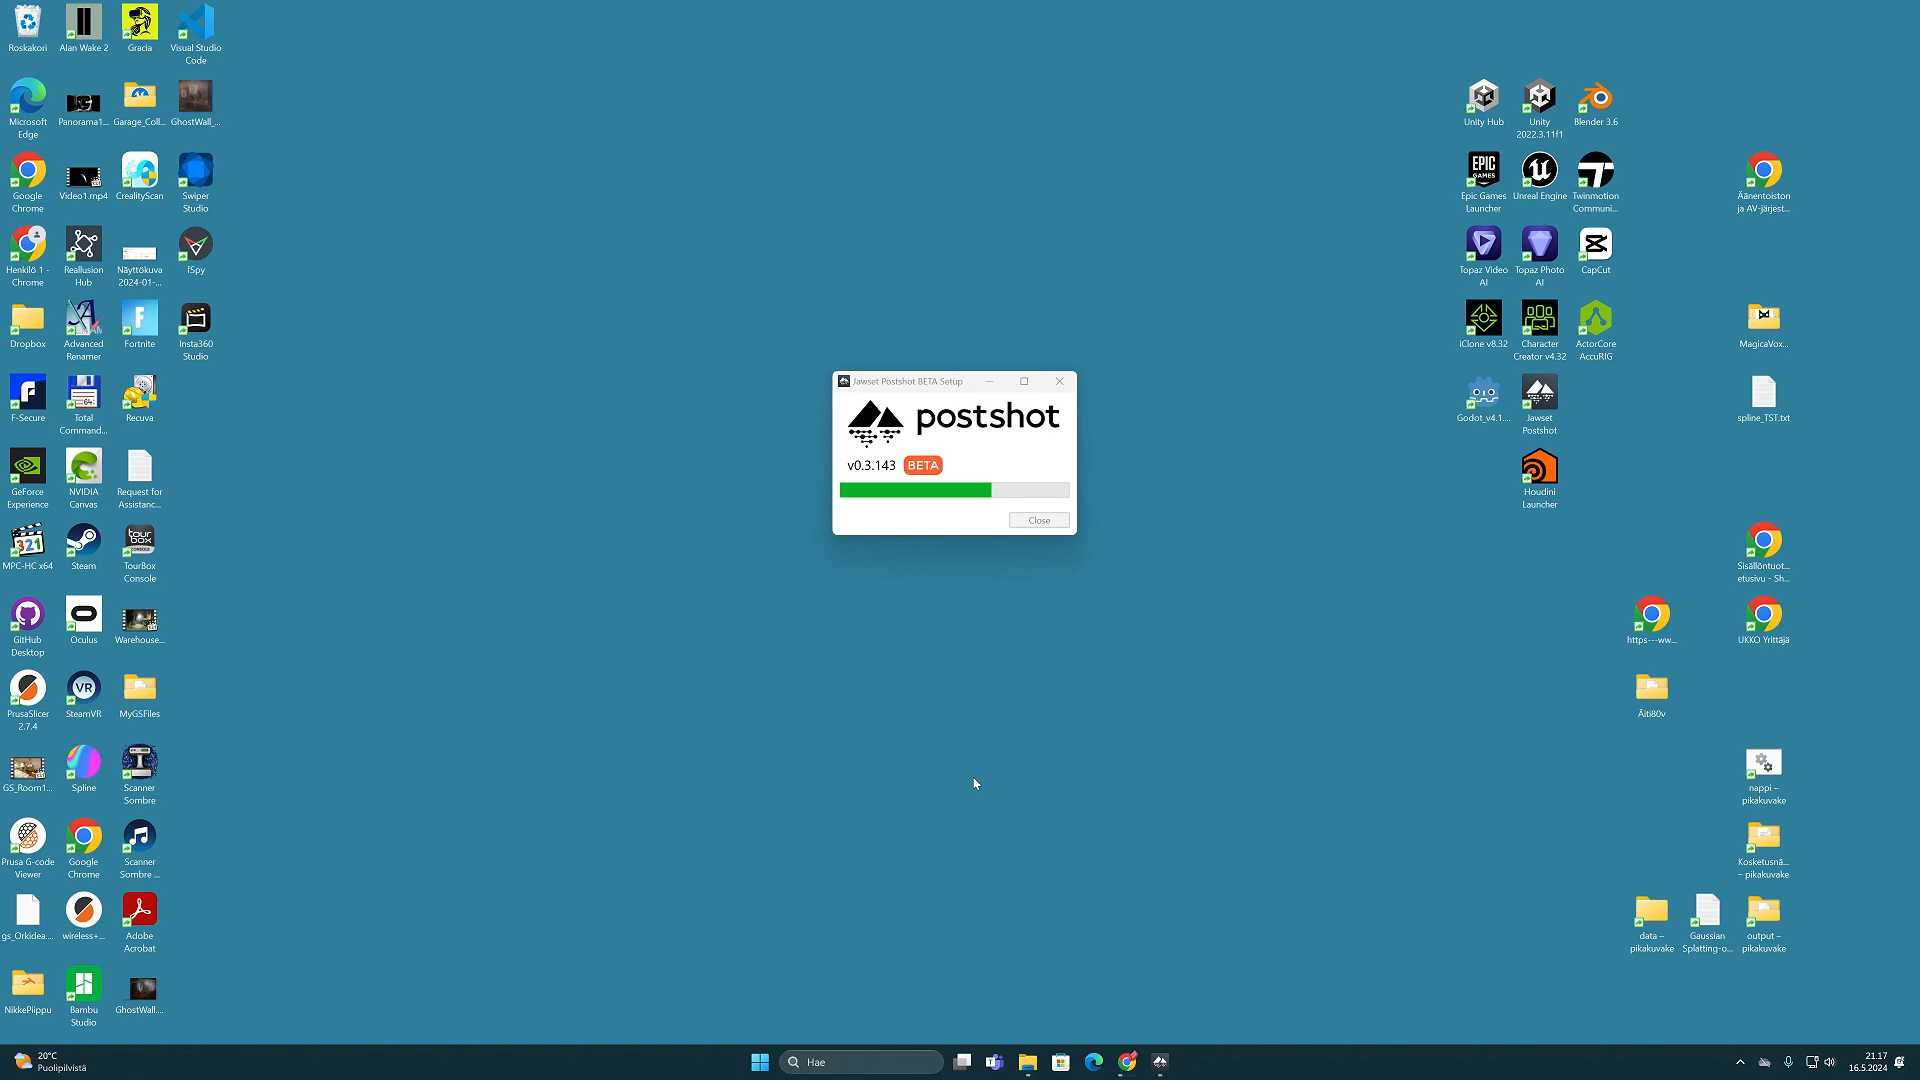 Roskakori
Alan Wake 2
Gracia
Visual Studio
Code
Microsoft
Edge
Panorama1...
Garage_Coll...
GhostWall_...
Unity Hub
Unity
2022.3.11f1
Blender 3.6
Google
Chrome
Video1.mp4
CrealityScan
Swiper
Studio
EPIC
GAMES
Epic Games
Launcher
Unreal Engine
Twinmotion
Communi...
Äänentoiston
ja AV-järjest...
Henkilö 1 -
Chrome
Reallusion
Hub
Näyttökuva
2024-01-...
fSpy
Topaz Video
AI
Topaz Photo
AI
CapCut
Dropbox
Advanced
Renamer
Fortnite
Insta360
Studio
iClone v8.32
Character
Creator v4.32
ActorCore
AccuRIG
MagicaVox...
F-Secure
64:
Total
Command...
Recuva
Godot_v4.1...
Jawset
Postshot
spline_TST.txt
Jawset Postshot BETA Setup
postshot
v0.3.143 BETA
Close
GeForce
Experience
NVIDIA
Canvas
Request for
Assistanc...
Houdini
Launcher
321
MPC-HC x64
Steam
tour
box
CONSOLE
TourBox
Console
Sisällöntuot...
etusivu - Sh...
GitHub
Desktop
Oculus
Warehouse...
https---ww...
UKKO Yrittäjä
PrusaSlicer
2.7.4
VR
SteamVR
MyGSFiles
Äiti80v
GS_Room1...
Spline
Scanner
Sombre
nappi –
pikakuvake
Prusa G-code
Viewer
Google
Chrome
Scanner
Sombre ...
Kosketusnä...
– pikakuvake
gs_Orkidea....
wireless+...
Adobe
Acrobat
data –
pikakuvake
Gaussian
Splatting-o...
output –
pikakuvake
NikkePiippu
Bambu
Studio
GhostWall....
20°C
Puolipilvistä
Hae
21.17
16.5.2024